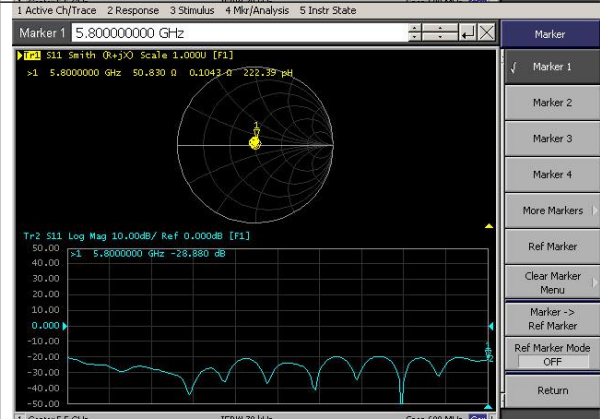 1 Active Ch/Trace 2 Response 3 Stimulus 4 Mkr/Analysis 5 Instr State
Marker 1 5.800000000 GHz
Marker
Tr1 S11 Smith (R+jX) Scale 1.000U [F1]
>1 5.8000000 GHz 50.830 Ω 0.1043 Ω 222.39 pH
1
√ Marker 1
Marker 2
Marker 3
Marker 4
More Markers
Ref Marker
Clear Marker
Menu
Marker ->
Ref Marker
Ref Marker Mode
OFF
Return
Tr2 S11 Log Mag 10.00dB/ Ref 0.000dB [F1]
50.00
>1 5.8000000 GHz -28.880 dB
40.00
30.00
20.00
10.00
0.000
-10.00
-20.00
-30.00
-40.00
-50.00